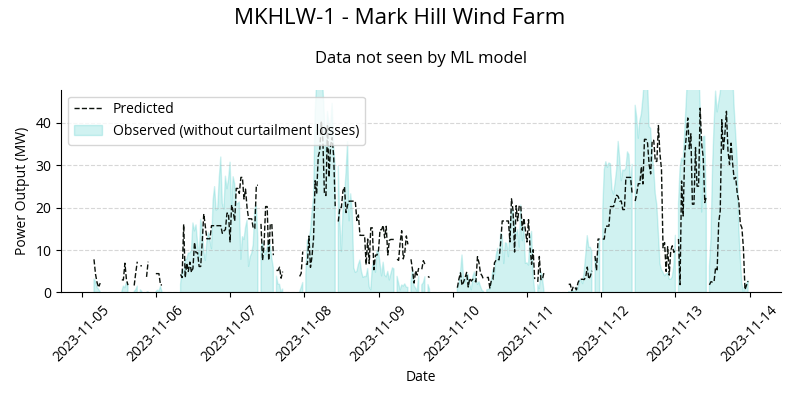 MKHLW-1 - Mark Hill Wind Farm
Data not seen by ML model
Predicted
Observed (without curtailment losses)
Power Output (MW)
40
30
20
10
0
2023-11-05
2023-11-06
2023-11-07
2023-11-08
2023-11-09
2023-11-10
2023-11-11
2023-11-12
2023-11-13
2023-11-14
Date